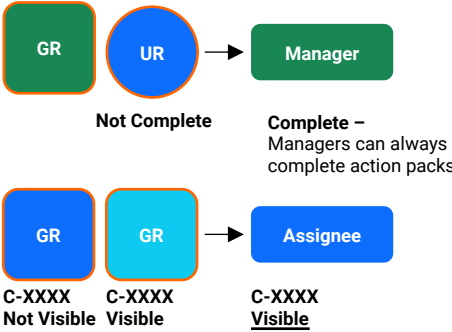 GR
UR
Manager
Not Complete
Complete –
Managers can always
complete action packs
GR
GR
Assignee
C-XXXX
Not Visible
C-XXXX
Visible
C-XXXX
Visible